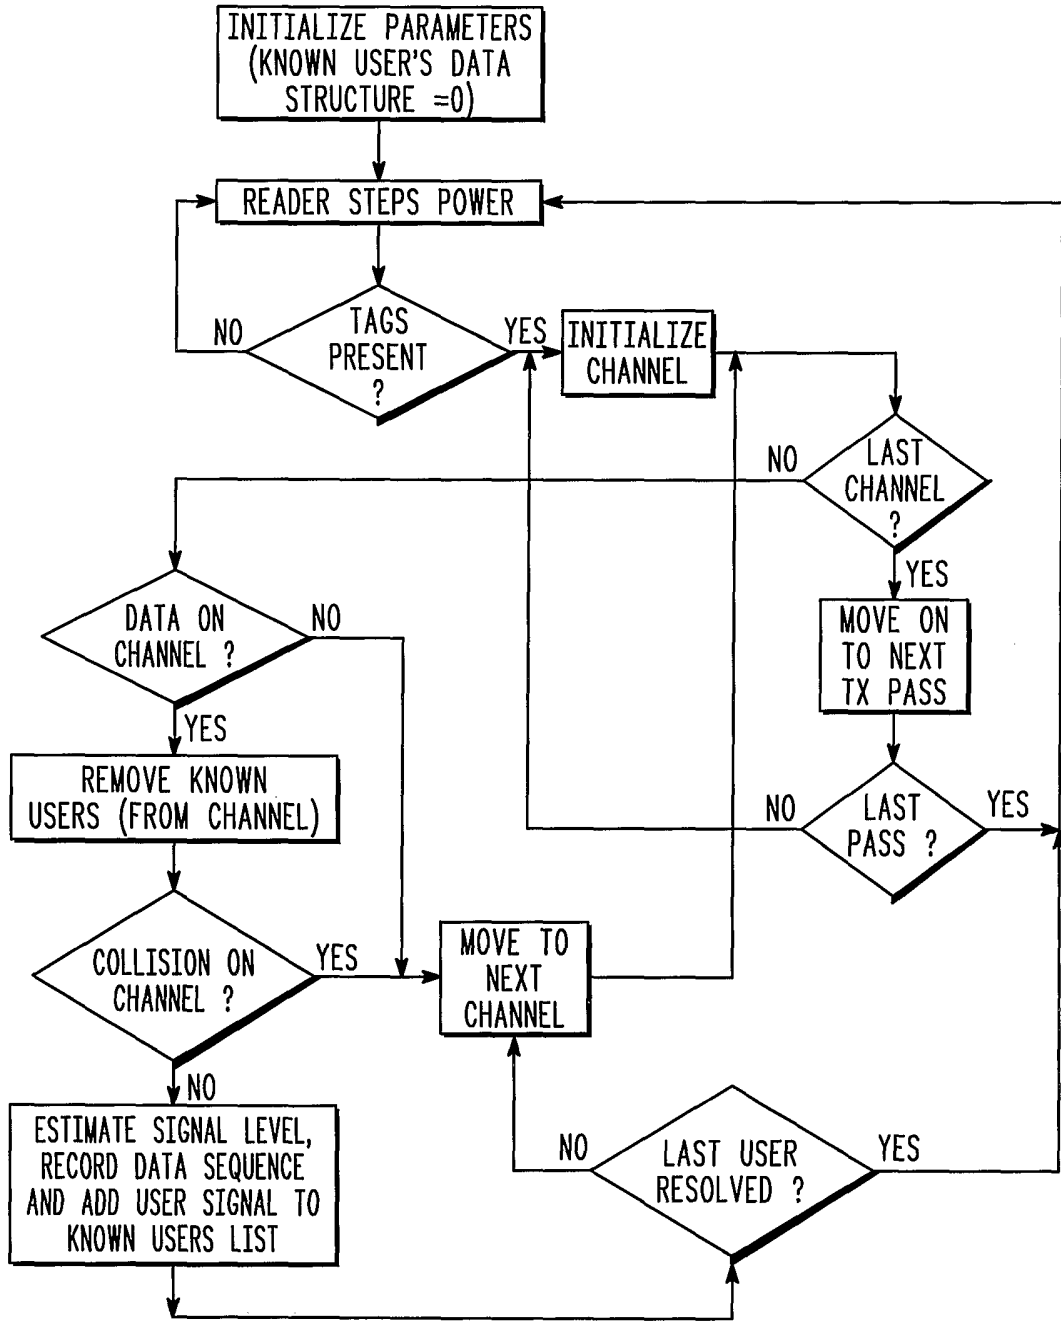 INITIALIZE PARAMETERS
(KNOWN USER'S DATA
STRUCTURE =0)
READER STEPS POWER
TAGS
PRESENT
?
NO
YES
INITIALIZE
CHANNEL
LAST
CHANNEL
?
NO
YES
MOVE ON
TO NEXT
TX PASS
DATA ON
CHANNEL ?
NO
YES
REMOVE KNOWN
USERS (FROM CHANNEL)
LAST
PASS ?
NO
YES
COLLISION ON
CHANNEL ?
YES
NO
MOVE TO
NEXT
CHANNEL
ESTIMATE SIGNAL LEVEL,
RECORD DATA SEQUENCE
AND ADD USER SIGNAL TO
KNOWN USERS LIST
NO
LAST USER
RESOLVED ?
YES